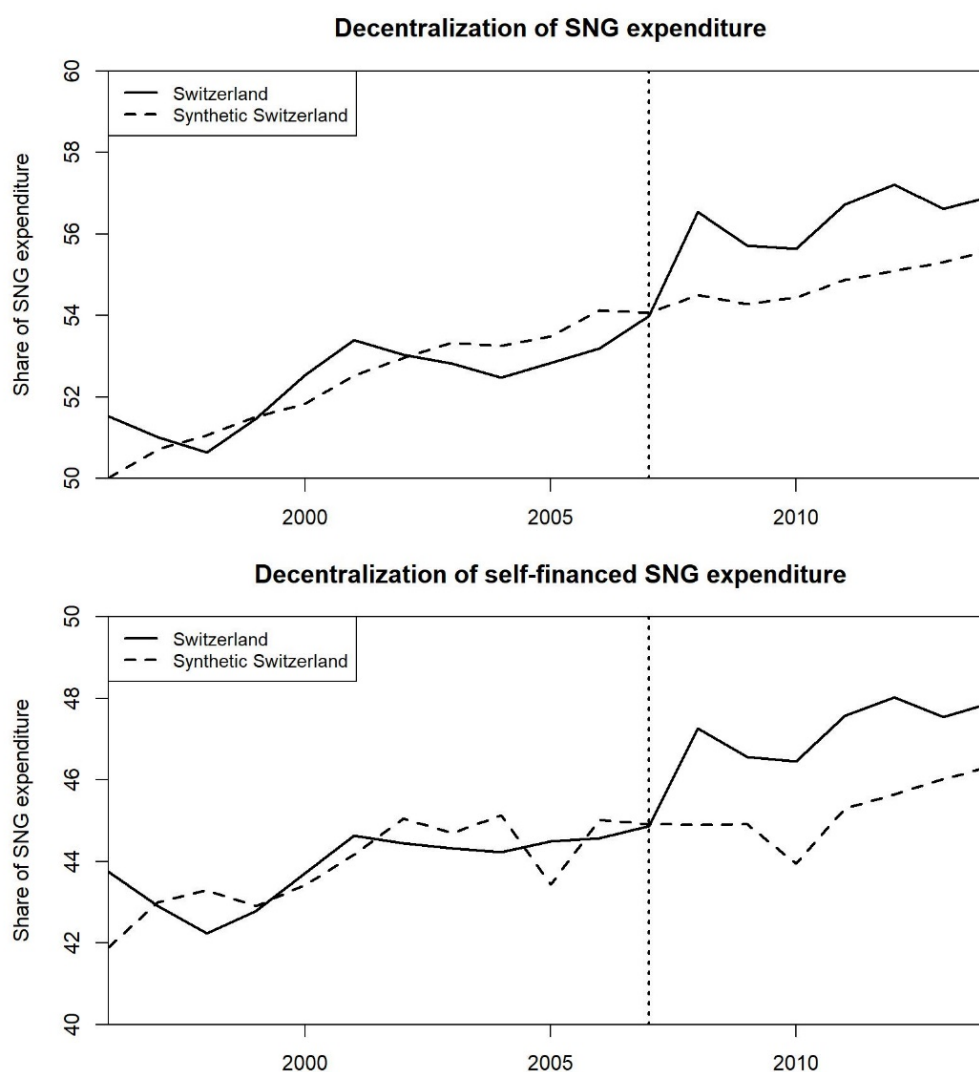 Decentralization of SNG expenditure
Switzerland
Synthetic Switzerland
Share of SNG expenditure
60
58
56
54
52
50
2000 2005 2010
Decentralization of self-financed SNG expenditure
Switzerland
Synthetic Switzerland
Share of SNG expenditure
50
48
46
44
42
40
2000 2005 2010